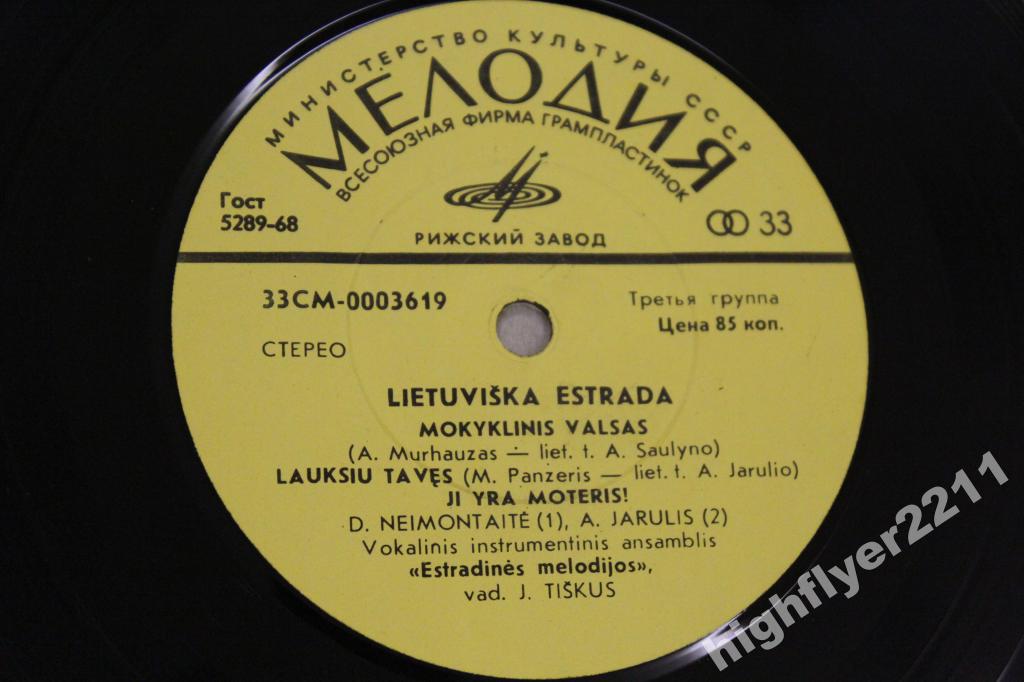 МИНИСТЕРСТВО КУЛЬТУРЫ СССР
МЕЛОДИЯ
ВСЕСОЮЗНАЯ ФИРМА ГРАМПЛАСТИНОК
Гост
5289-68
33
РИЖСКИЙ ЗАВОД
33СМ-0003619
Третья группа
Цена 85 коп.
СТЕРЕО
LIETUVIŠKA ESTRADA
MOKYKLINIS VALSAS
(A. Murhauzas — liet. t. A. Saulyno)
LAUKSIU TAVĘS (M. Panzeris — liet. t. A. Jarulio)
JI YRA MOTERIS!
D. NEIMONTAITĖ (1), A. JARULIS (2)
Vokalinis instrumentinis ansamblis
«Estradinės melodijos»,
vad. J. TIŠKUS
highflyer2211